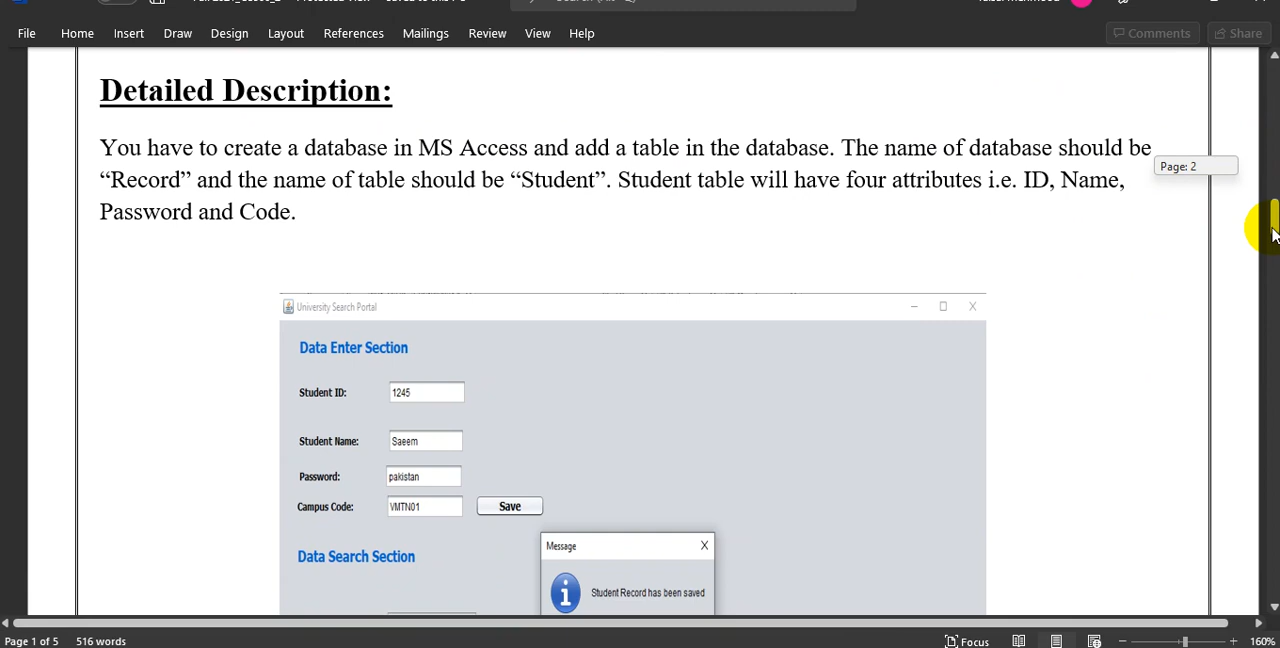 File Home Insert Draw Design Layout References Mailings Review View Help Comments Share
Detailed Description:
You have to create a database in MS Access and add a table in the database. The name of database should be
Page: 2
“Record” and the name of table should be “Student”. Student table will have four attributes i.e. ID, Name,
Password and Code.
University Search Portal
Data Enter Section
Student ID: 1245
Student Name: Saeem
Password: pakistan
Campus Code: VMTN01 Save
Message X
Data Search Section
Student Record has been saved
Page 1 of 5 516 words Focus 160%